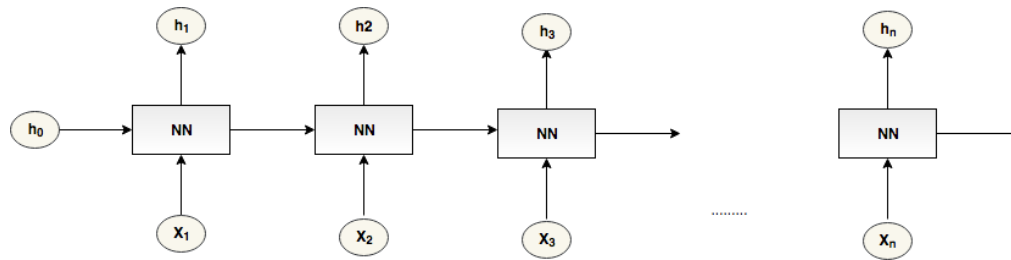 h₁ h2 h₃ hₙ
h₀ NN NN NN NN
X₁ X₂ X₃ Xₙ
.........